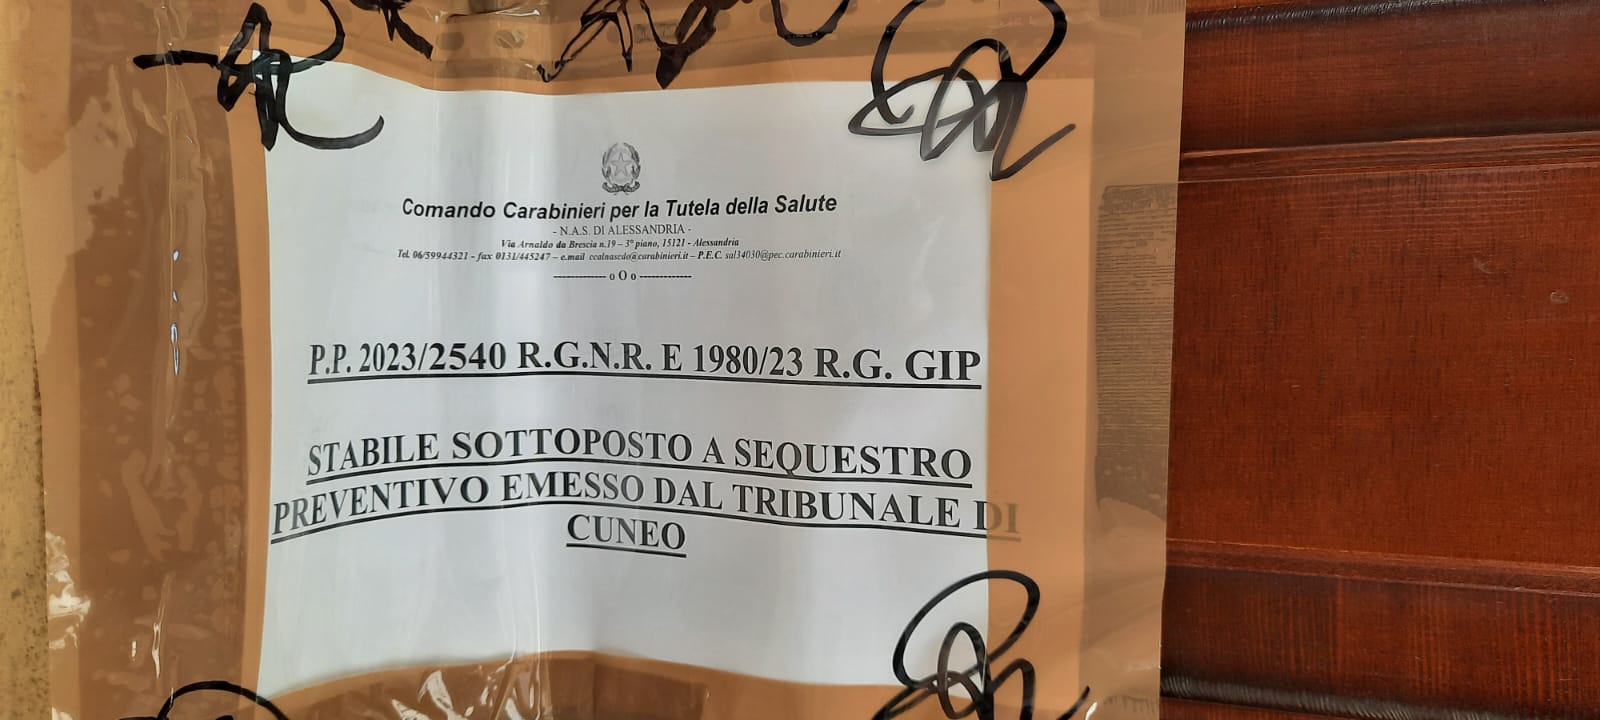 Comando Carabinieri per la Tutela della Salute
- N.A.S. DI ALESSANDRIA -
Via Arnaldo da Brescia n.19 – 3° piano, 15121 - Alessandria
Tel. 06/59944321 - fax 0131/445247 – e.mail ccalnascdo@carabinieri.it – P.E.C. sal34030@pec.carabinieri.it
------------- o O o -------------
P.P. 2023/2540 R.G.N.R. E 1980/23 R.G. GIP
STABILE SOTTOPOSTO A SEQUESTRO
PREVENTIVO EMESSO DAL TRIBUNALE DI
CUNEO